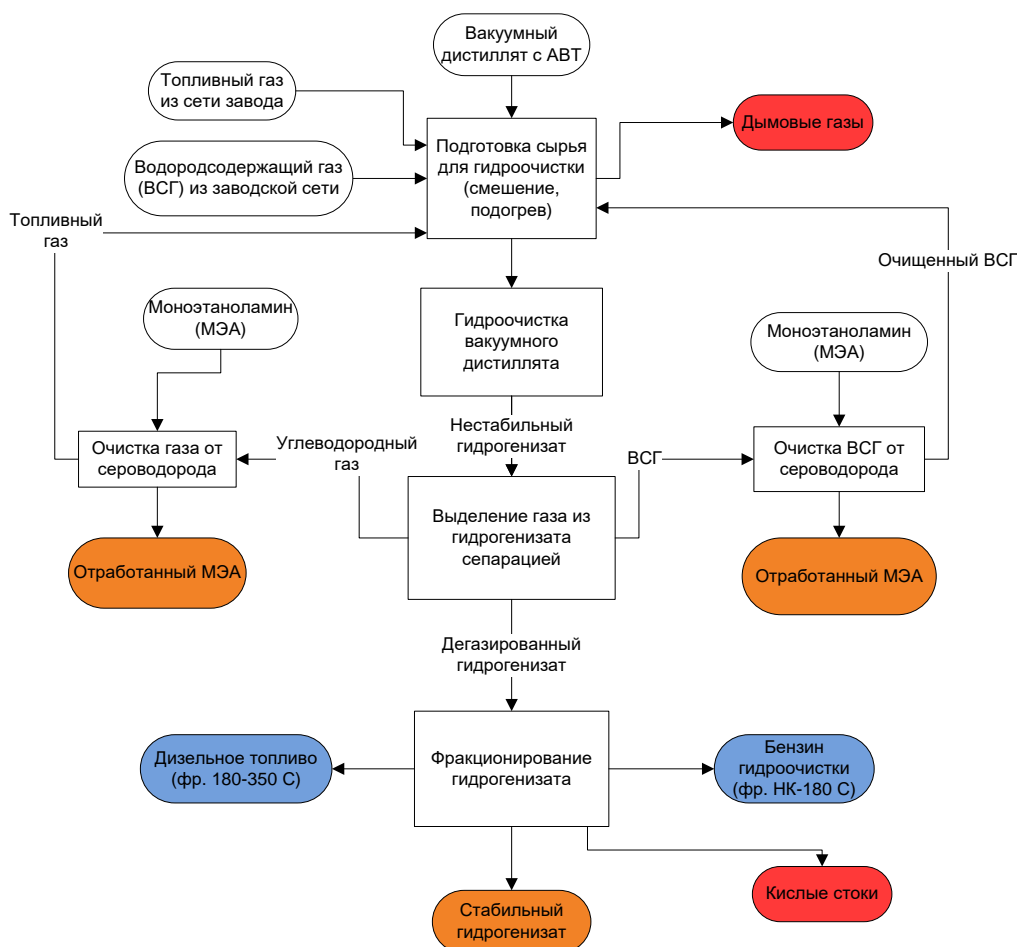 Вакуумный
дистиллят с АВТ
Топливный газ
из сети завода
Дымовые газы
Подготовка сырья
для гидроочистки
(смешение,
подогрев)
Водородсодержащий газ
(ВСГ) из заводской сети
Топливный
газ
Очищенный ВСГ
Моноэтаноламин
(МЭА)
Гидроочистка
вакуумного
дистиллята
Моноэтаноламин
(МЭА)
Нестабильный
гидрогенизат
Очистка газа от
сероводорода
Углеводородный
газ
ВСГ
Очистка ВСГ от
сероводорода
Выделение газа из
гидрогенизата
сепарацией
Отработанный МЭА
Отработанный МЭА
Дегазированный
гидрогенизат
Дизельное топливо
(фр. 180-350 С)
Фракционирование
гидрогенизата
Бензин
гидроочистки
(фр. НК-180 С)
Кислые стоки
Стабильный
гидрогенизат